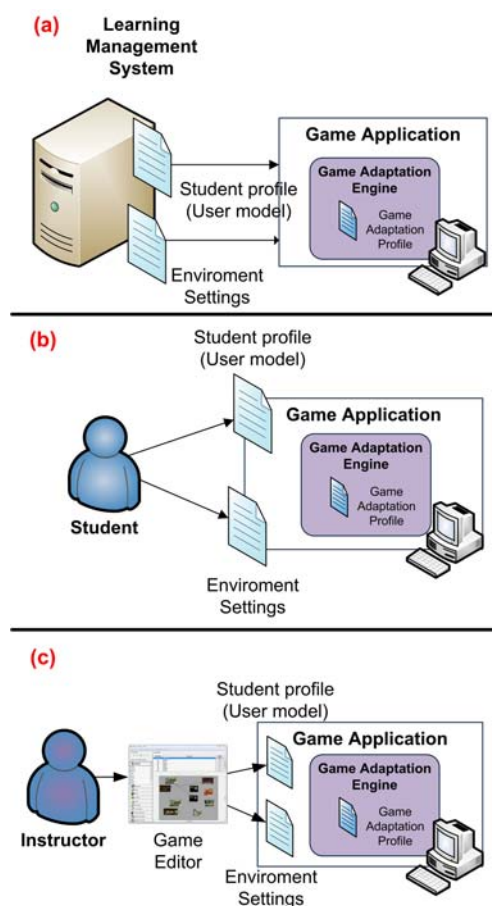 (a)
Learning
Management
System
Game Application
Game Adaptation
Engine
Game
Adaptation
Profile
Student profile
(User model)
Enviroment
Settings
(b)
Student profile
(User model)
Game Application
Game Adaptation
Engine
Game
Adaptation
Profile
Student
Enviroment
Settings
(c)
Student profile
(User model)
Game Application
Game Adaptation
Engine
Game
Adaptation
Profile
Instructor
Game
Editor
Enviroment
Settings